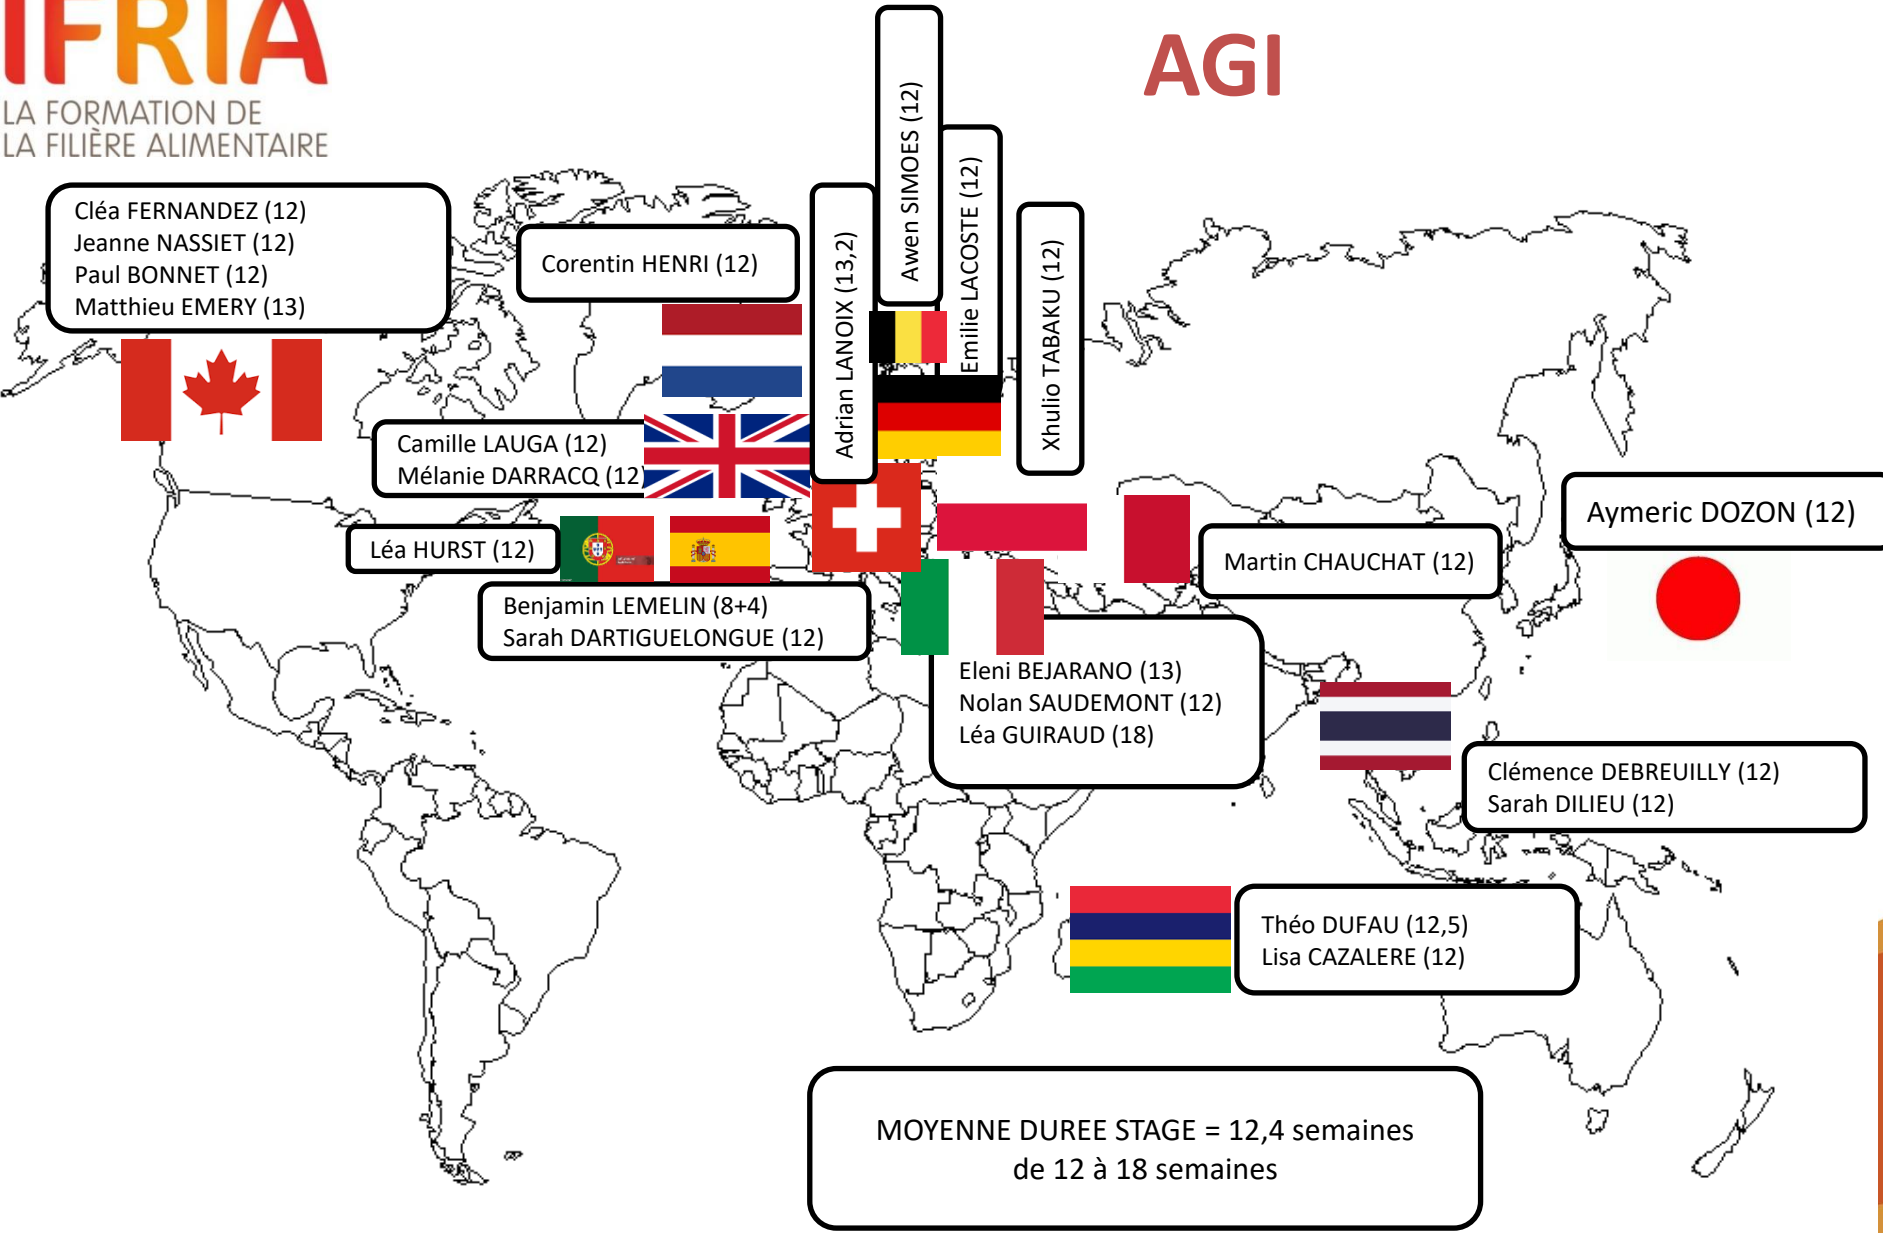 IFRIA
LA FORMATION DE
LA FILIÈRE ALIMENTAIRE
AGI
Cléa FERNANDEZ (12)
Jeanne NASSIET (12)
Paul BONNET (12)
Matthieu EMERY (13)
Corentin HENRI (12)
Adrian LANOIX (13,2)
Awen SIMOES (12)
Emilie LACOSTE (12)
Xhulio TABAKU (12)
Camille LAUGA (12)
Mélanie DARRACQ (12)
Léa HURST (12)
Benjamin LEMELIN (8+4)
Sarah DARTIGUELONGUE (12)
Eleni BEJARANO (13)
Nolan SAUDEMONT (12)
Léa GUIRAUD (18)
Martin CHAUCHAT (12)
Aymeric DOZON (12)
Clémence DEBREUILLY (12)
Sarah DILIEU (12)
Théo DUFAU (12,5)
Lisa CAZALERE (12)
MOYENNE DUREE STAGE = 12,4 semaines
de 12 à 18 semaines